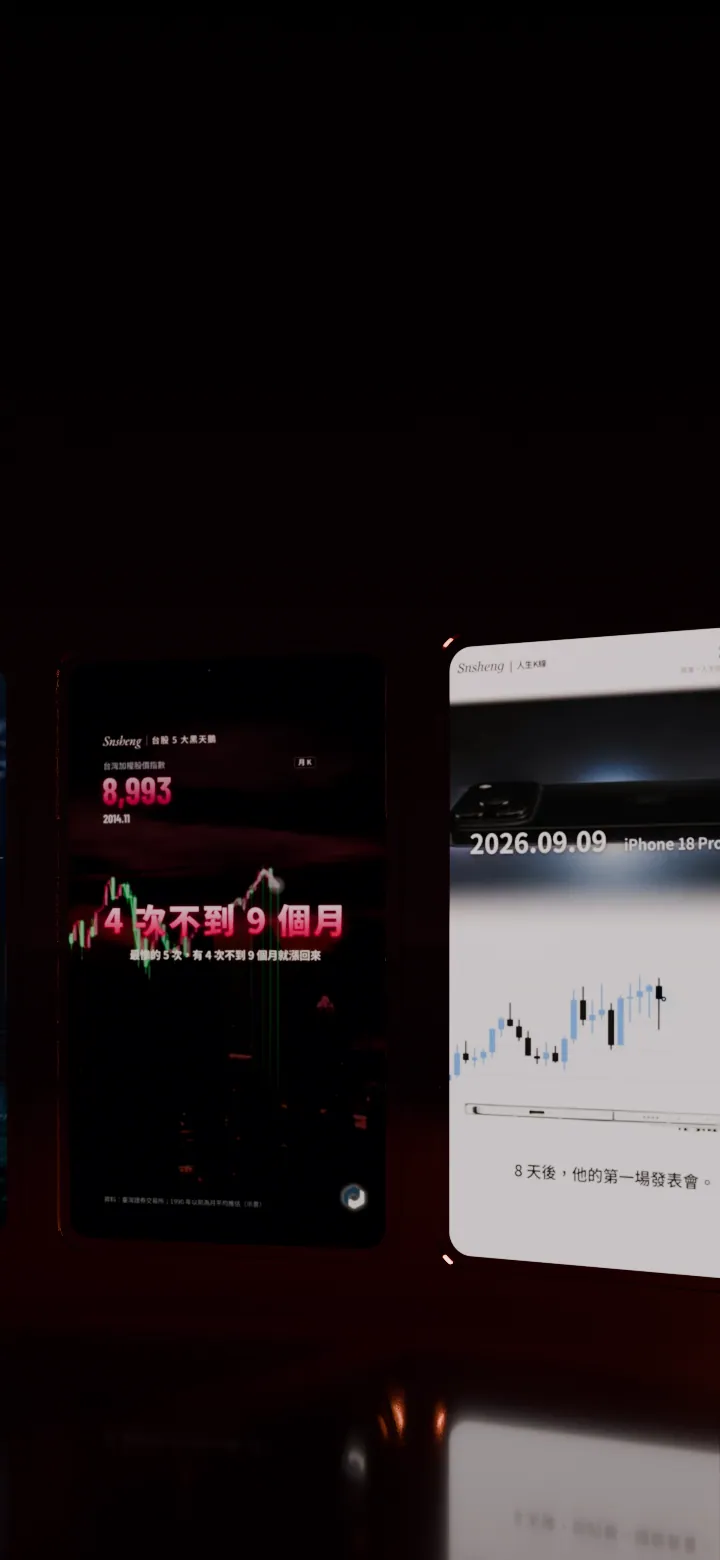 Snsheng | 台股 5 大黑天鵝
台灣加權股價指數
月K
8,993
2014.11
4 次不到 9 個月
最慘的 5 次，有 4 次不到 9 個月就漲回來
Snsheng | 人生K線
2026.09.09
iPhone 18 Pro
8 天後，他的第一場發表會。